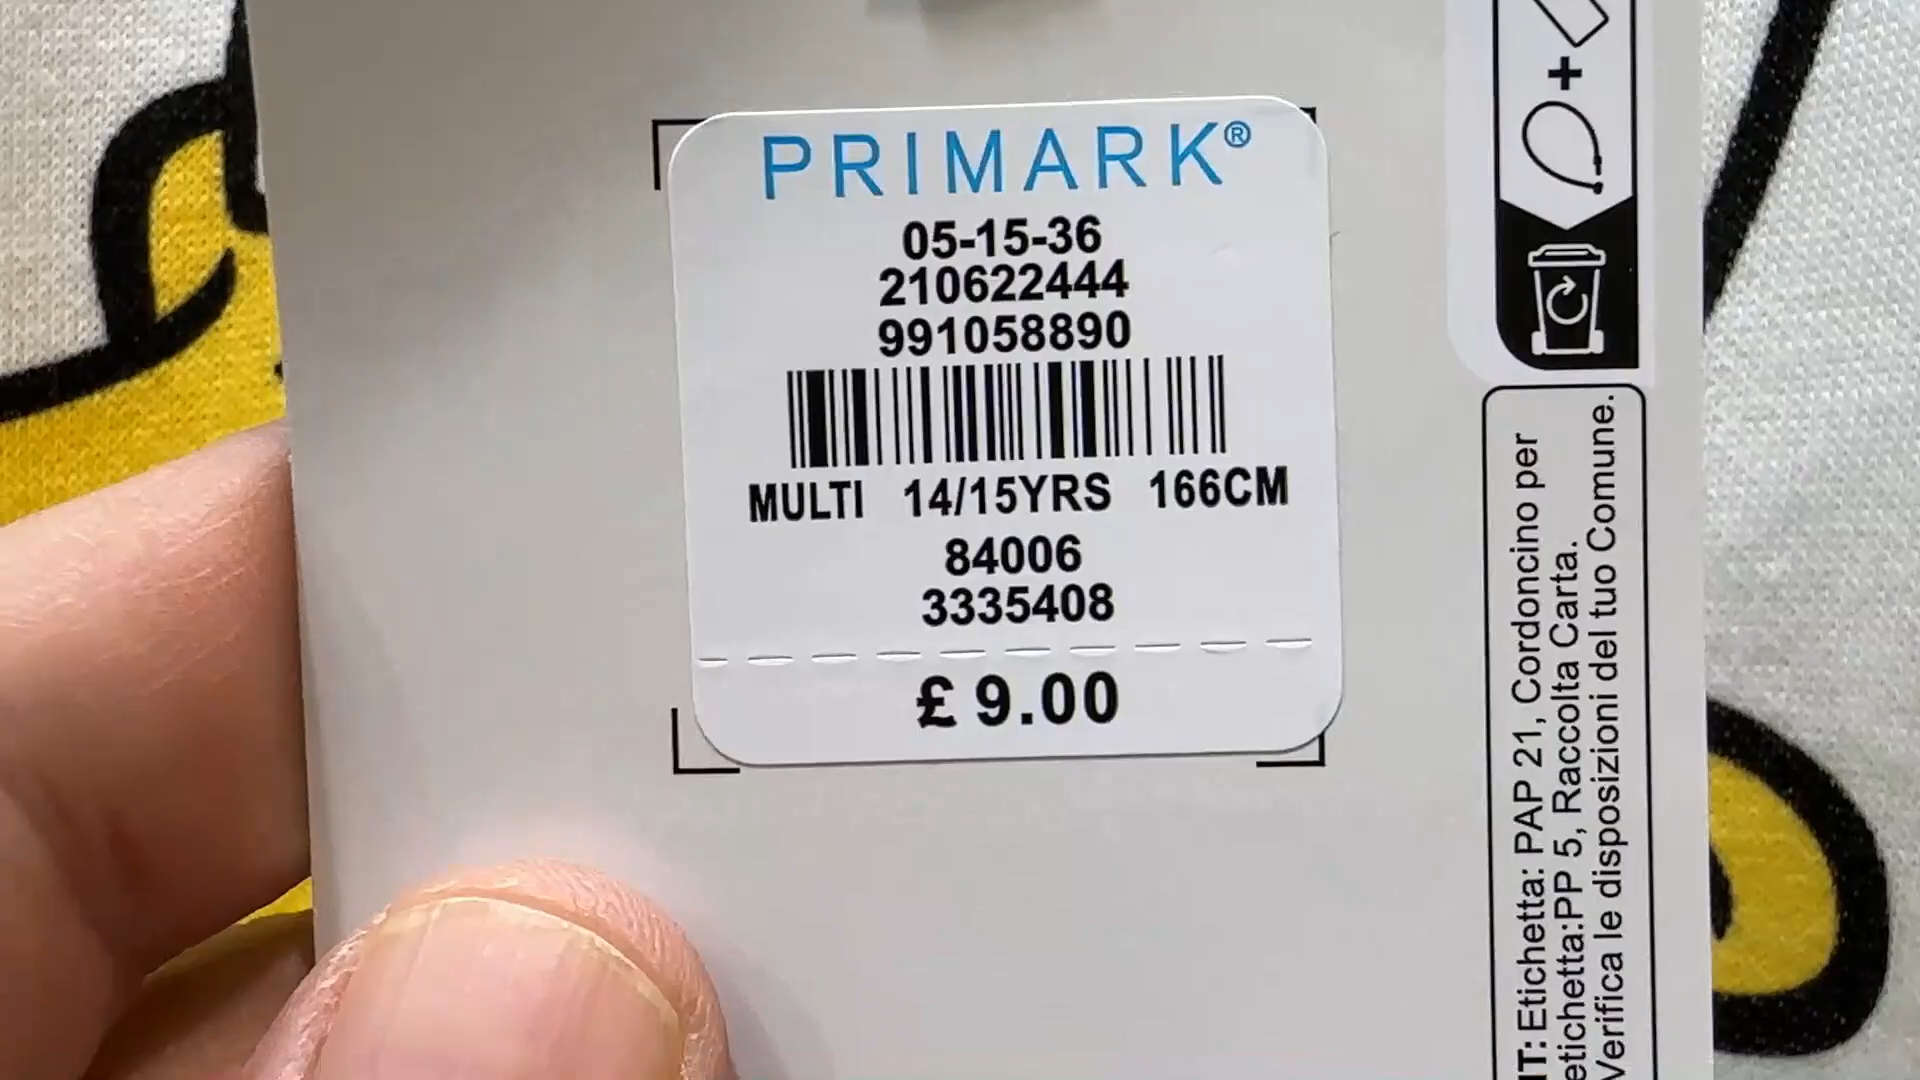 PRIMARK®
05-15-36
210622444
991058890
MULTI 14/15YRS 166CM
84006
3335408
£ 9.00
IT: Etichetta: PAP 21, Cordoncino per
etichetta:PP 5, Raccolta Carta.
Verifica le disposizioni del tuo Comune.